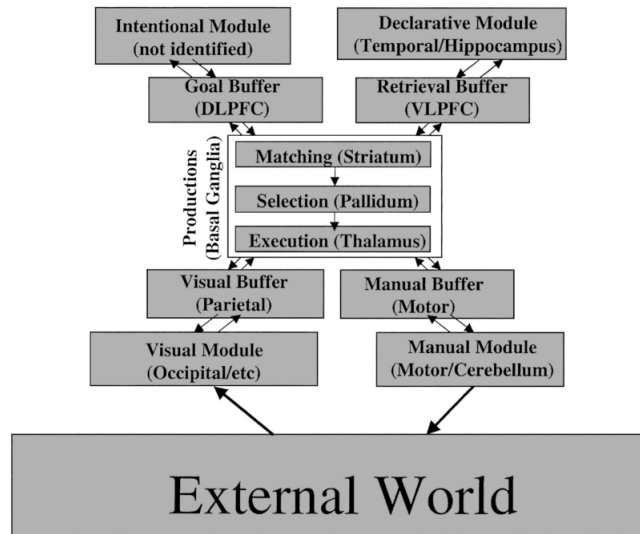 Intentional Module
(not identified)
Declarative Module
(Temporal/Hippocampus)
Goal Buffer
(DLPFC)
Retrieval Buffer
(VLPFC)
Productions
(Basal Ganglia)
Matching (Striatum)
Selection (Pallidum)
Execution (Thalamus)
Visual Buffer
(Parietal)
Manual Buffer
(Motor)
Visual Module
(Occipital/etc)
Manual Module
(Motor/Cerebellum)
External World